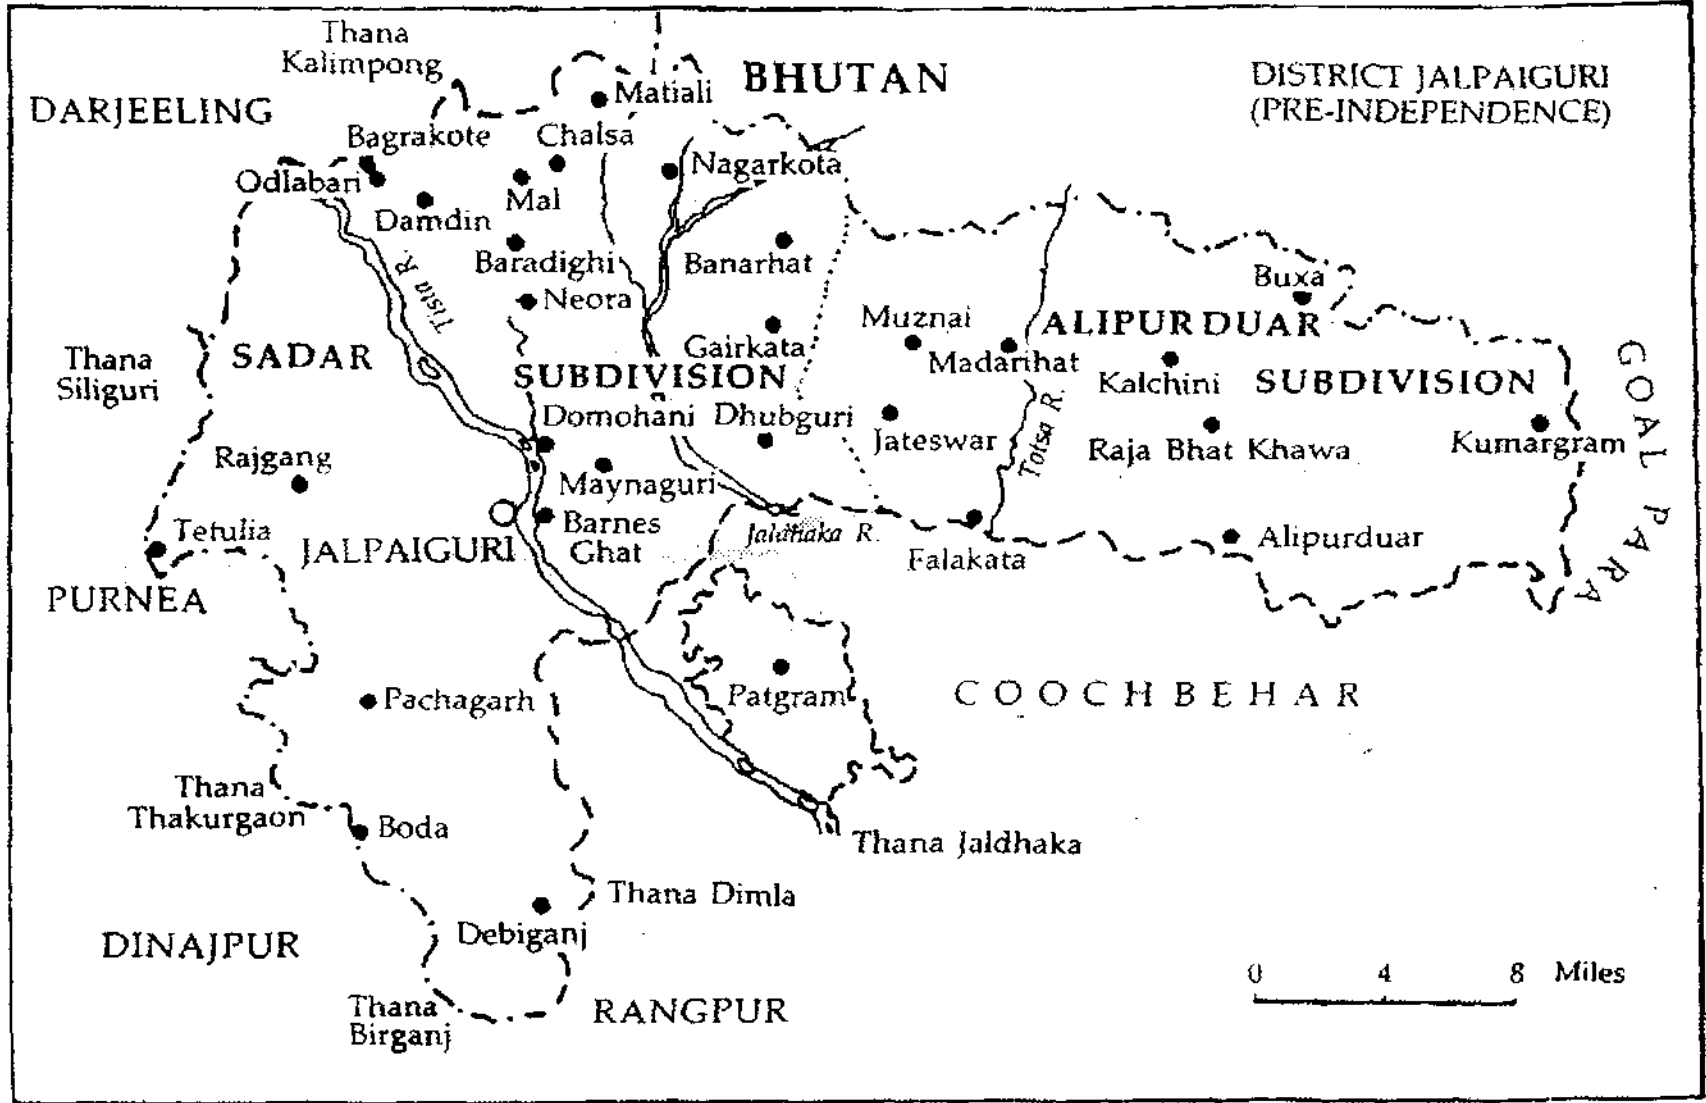 Thana
Kalimpong
DARJEELING
BHUTAN
DISTRICT JALPAIGURI
(PRE-INDEPENDENCE)
Matiali
Bagrakote
Chalsa
Nagarkota
Odlabari
Mal
Damdin
Baradighi
Banarhat
Tista R.
Neora
Buxa
Muznai
ALIPUR DUAR
Thana
Siliguri
SADAR
Gairkata
Madarihat
SUBDIVISION
Kalchini
SUBDIVISION
GOALPARA
Domohani
Dhubguri
Jateswar
Totsa R.
Raja Bhat Khawa
Kumargram
Rajgang
Maynaguri
Tetulia
JALPAIGURI
Barnes
Ghat
Jaldhaka R.
Falakata
Alipurduar
PURNEA
Patgram
COOCHBEHAR
Pachagarh
Thana
Thakurgaon
Boda
Thana Jaldhaka
Thana Dimla
DINAJPUR
Debiganj
Thana
Birganj
RANGPUR
0 4 8 Miles